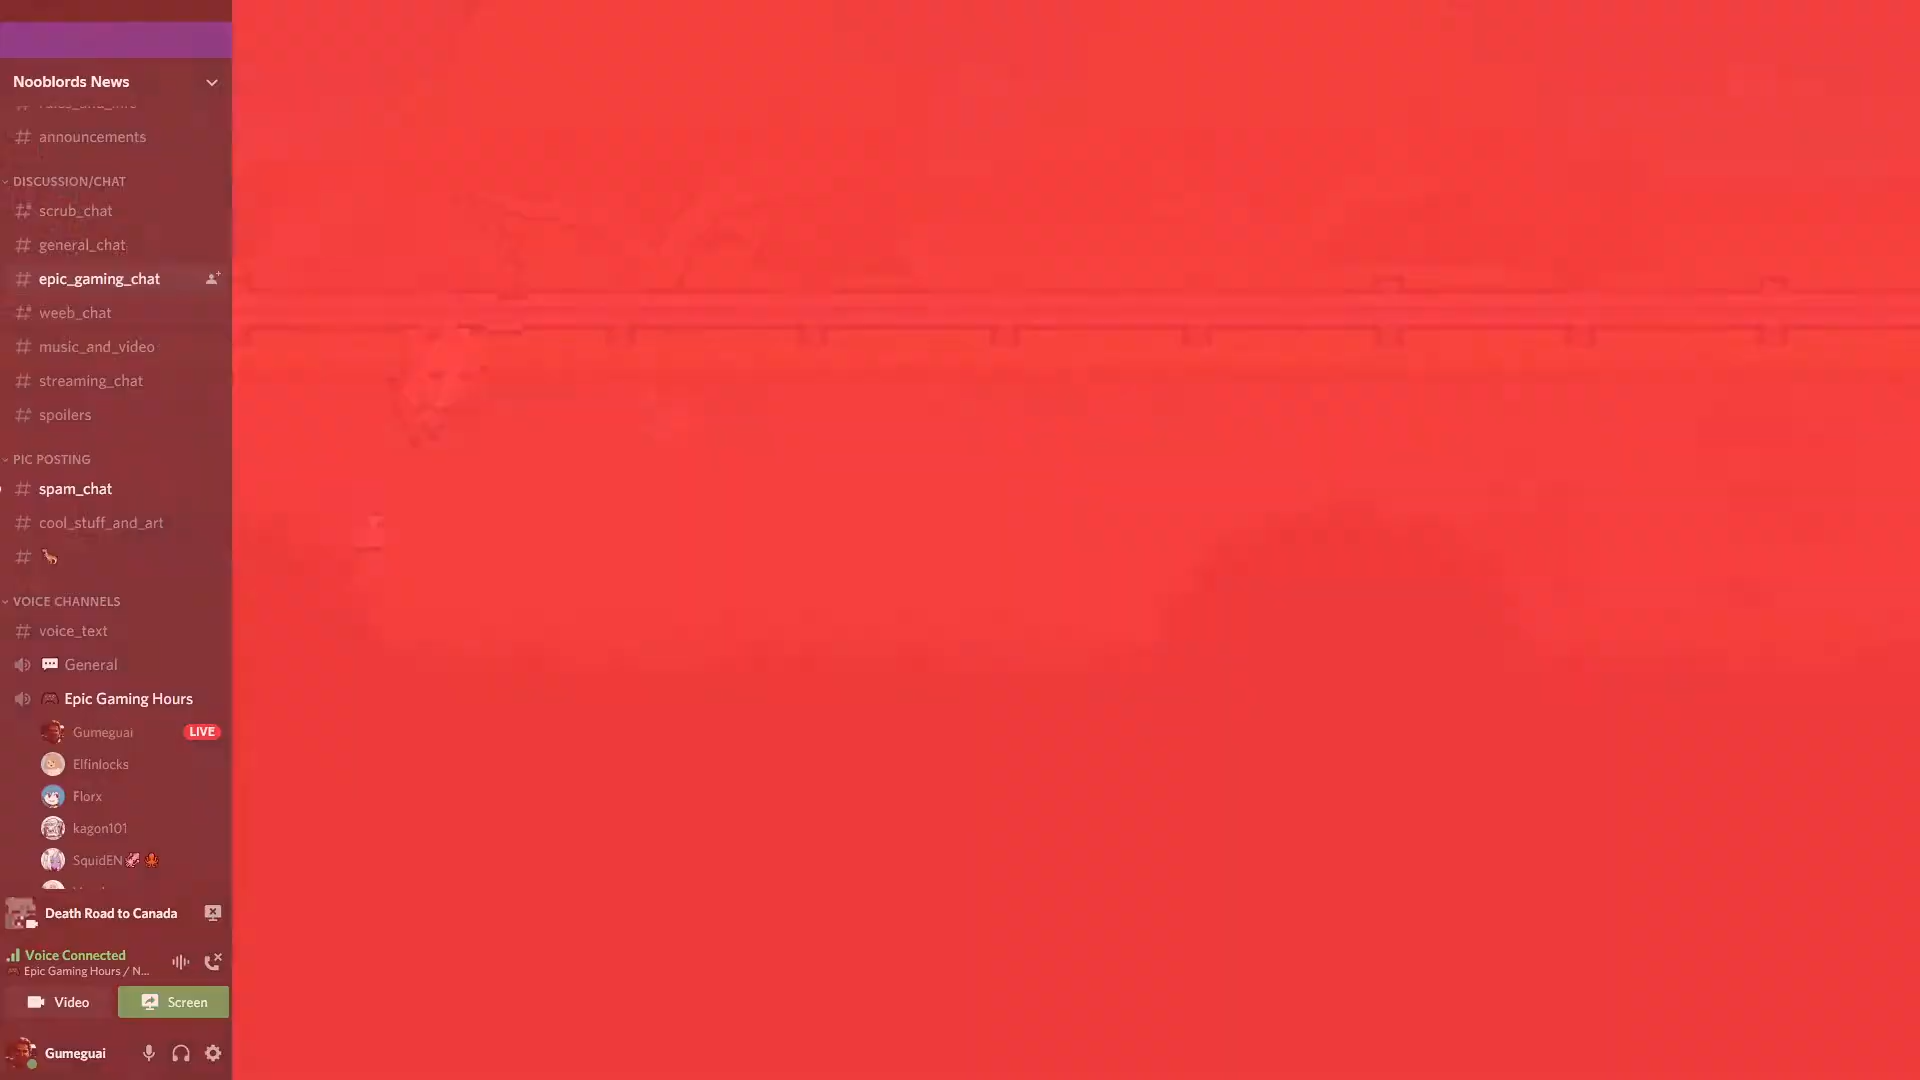 Nooblords News
announcements
DISCUSSION/CHAT
scrub_chat
general_chat
epic_gaming_chat
weeb_chat
music_and_video
streaming_chat
spoilers
PIC POSTING
spam_chat
cool_stuff_and_art
VOICE CHANNELS
voice_text
General
Epic Gaming Hours
Gumeguai LIVE
Elfinlocks
Florx
kagon101
SquidEN
Death Road to Canada
Voice Connected
Epic Gaming Hours / N...
Video Screen
Gumeguai